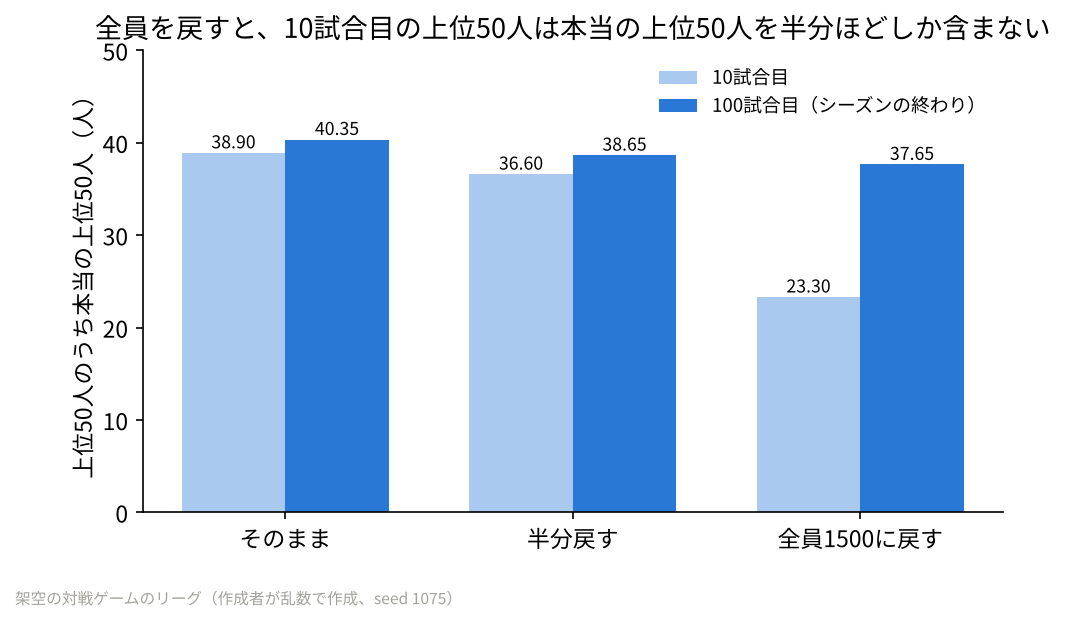 全員を戻すと、10試合目の上位50人は本当の上位50人を半分ほどしか含まない
10試合目
100試合目（シーズンの終わり）
上位50人のうち本当の上位50人（人）
50
40
30
20
10
0
38.90
40.35
36.60
38.65
23.30
37.65
そのまま
半分戻す
全員1500に戻す
架空の対戦ゲームのリーグ（作成者が乱数で作成、seed 1075）